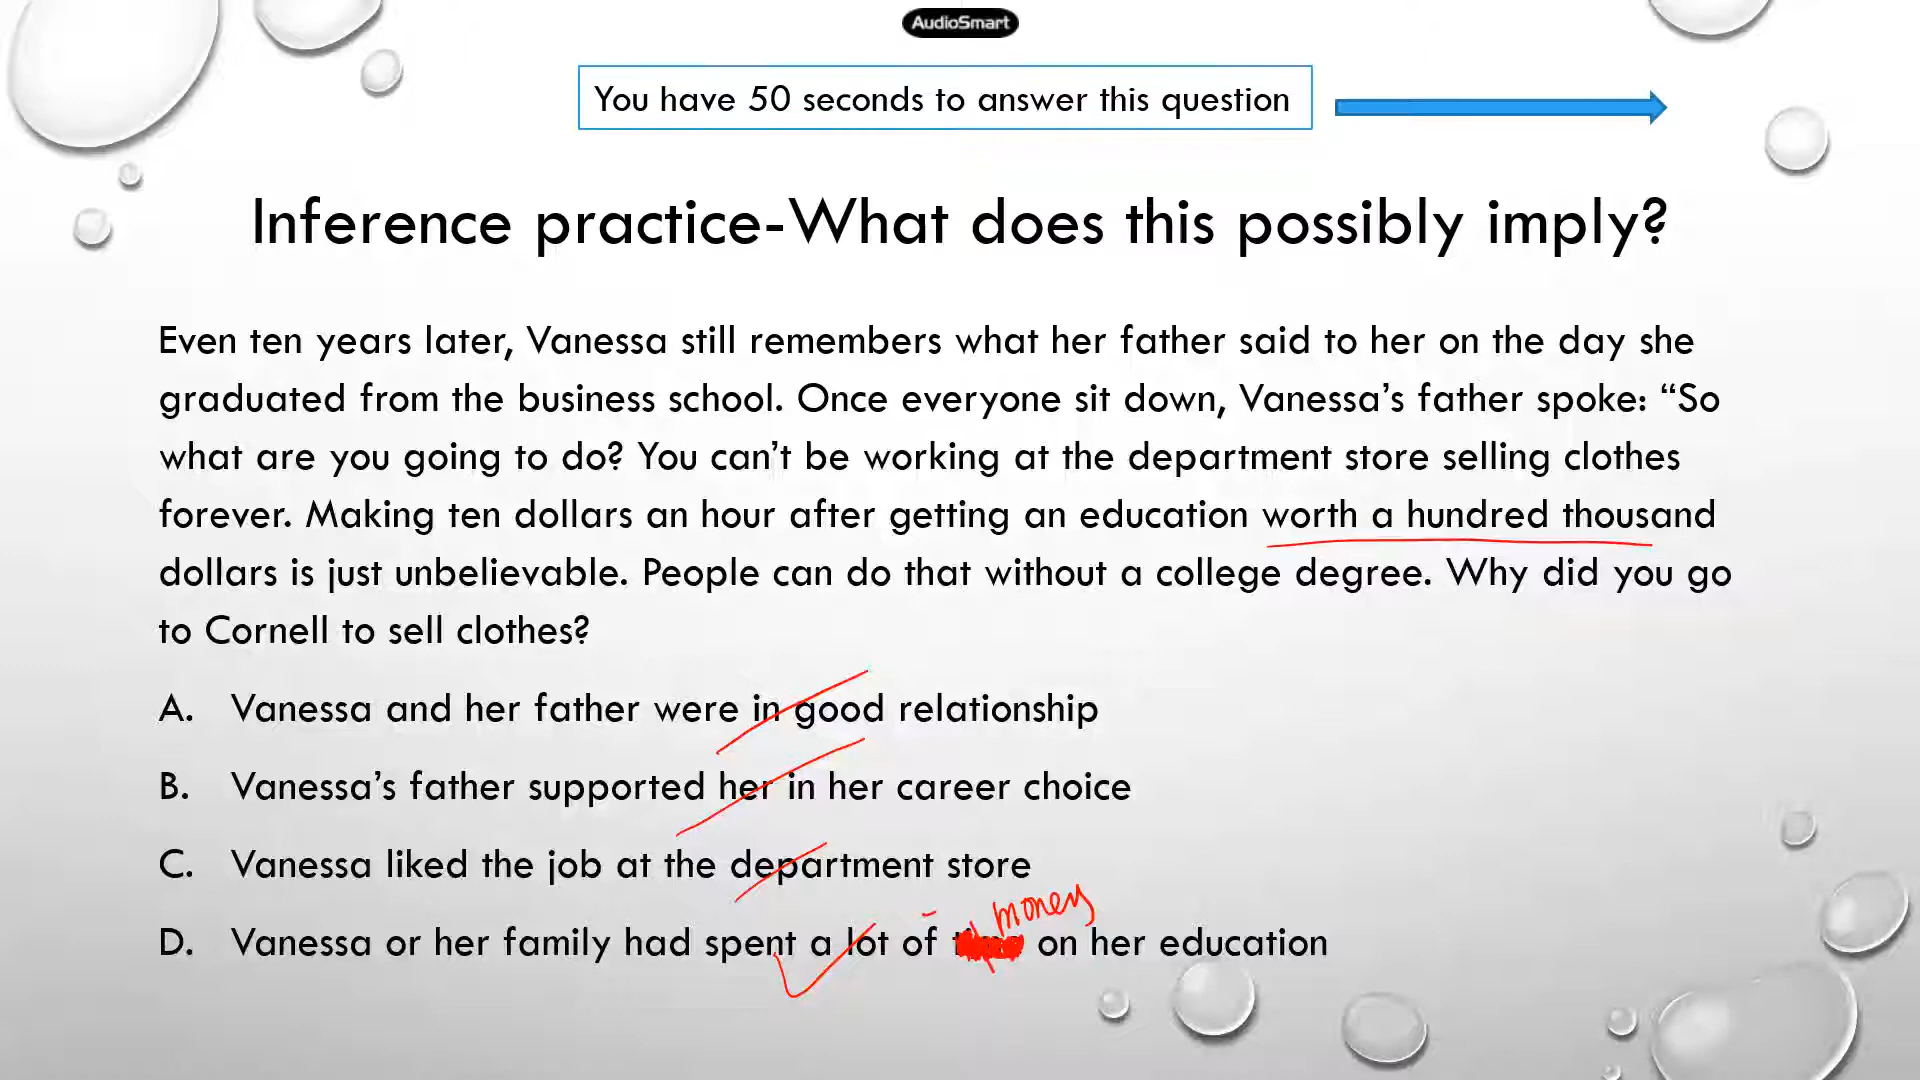 AudioSmart
You have 50 seconds to answer this question
Inference practice-What does this possibly imply?
Even ten years later, Vanessa still remembers what her father said to her on the day she
graduated from the business school. Once everyone sit down, Vanessa’s father spoke: “So
what are you going to do? You can’t be working at the department store selling clothes
forever. Making ten dollars an hour after getting an education worth a hundred thousand
dollars is just unbelievable. People can do that without a college degree. Why did you go
to Cornell to sell clothes?
A. Vanessa and her father were in good relationship
B. Vanessa’s father supported her in her career choice
C. Vanessa liked the job at the department store
money
D. Vanessa or her family had spent a lot of on her education